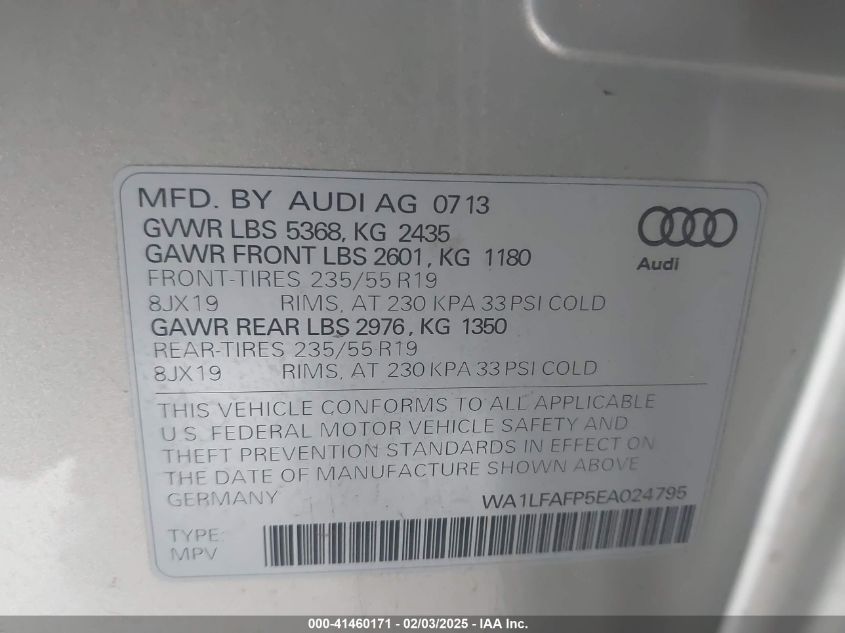 MFD. BY AUDI AG 0713
GVWR LBS 5368, KG 2435
GAWR FRONT LBS 2601, KG 1180
FRONT-TIRES 235/55 R19
8JX19 RIMS, AT 230 KPA 33 PSI COLD
GAWR REAR LBS 2976, KG 1350
REAR-TIRES 235/55 R19
8JX19 RIMS, AT 230 KPA 33 PSI COLD
Audi
THIS VEHICLE CONFORMS TO ALL APPLICABLE
U.S. FEDERAL MOTOR VEHICLE SAFETY AND
THEFT PREVENTION STANDARDS IN EFFECT ON
THE DATE OF MANUFACTURE SHOWN ABOVE
GERMANY WA1LFAFP5EA024795
TYPE:
MPV
000-41460171 - 02/03/2025 - IAA Inc.